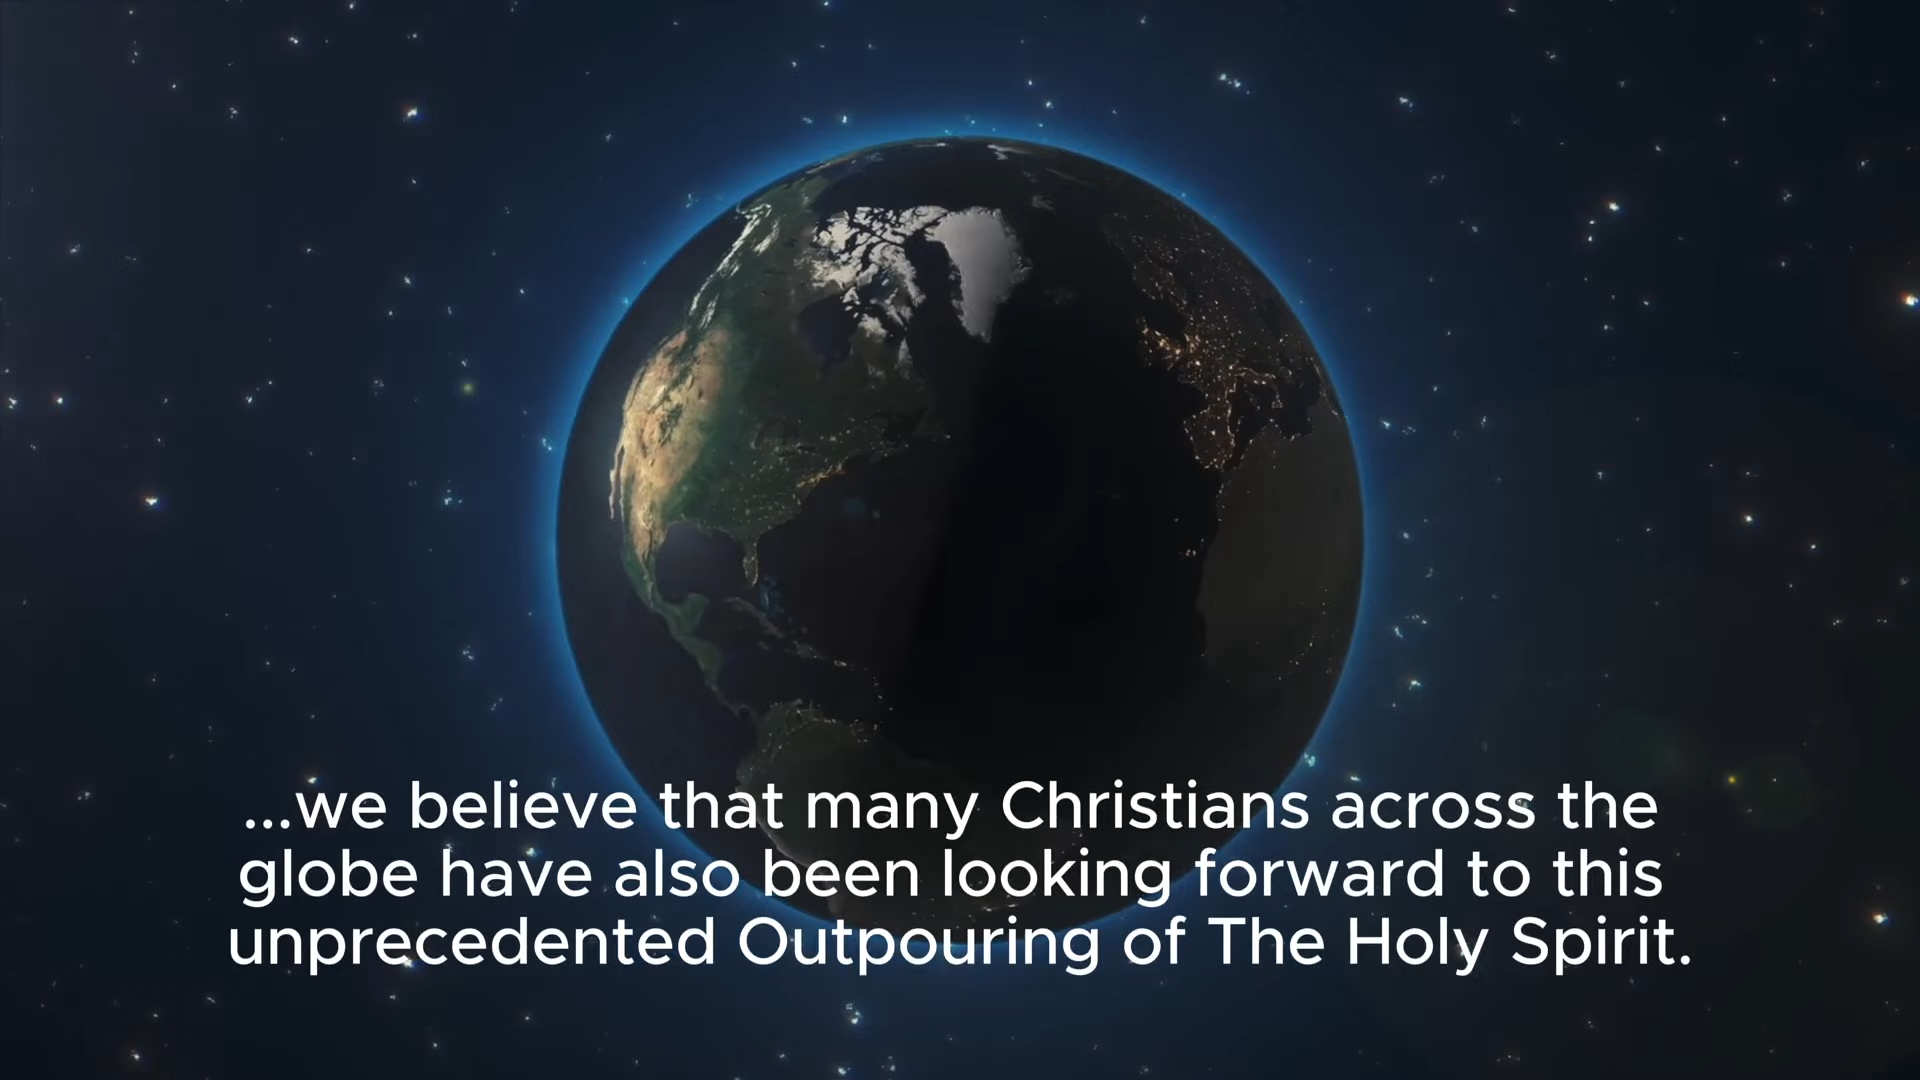 ...we believe that many Christians across the
globe have also been looking forward to this
unprecedented Outpouring of The Holy Spirit.